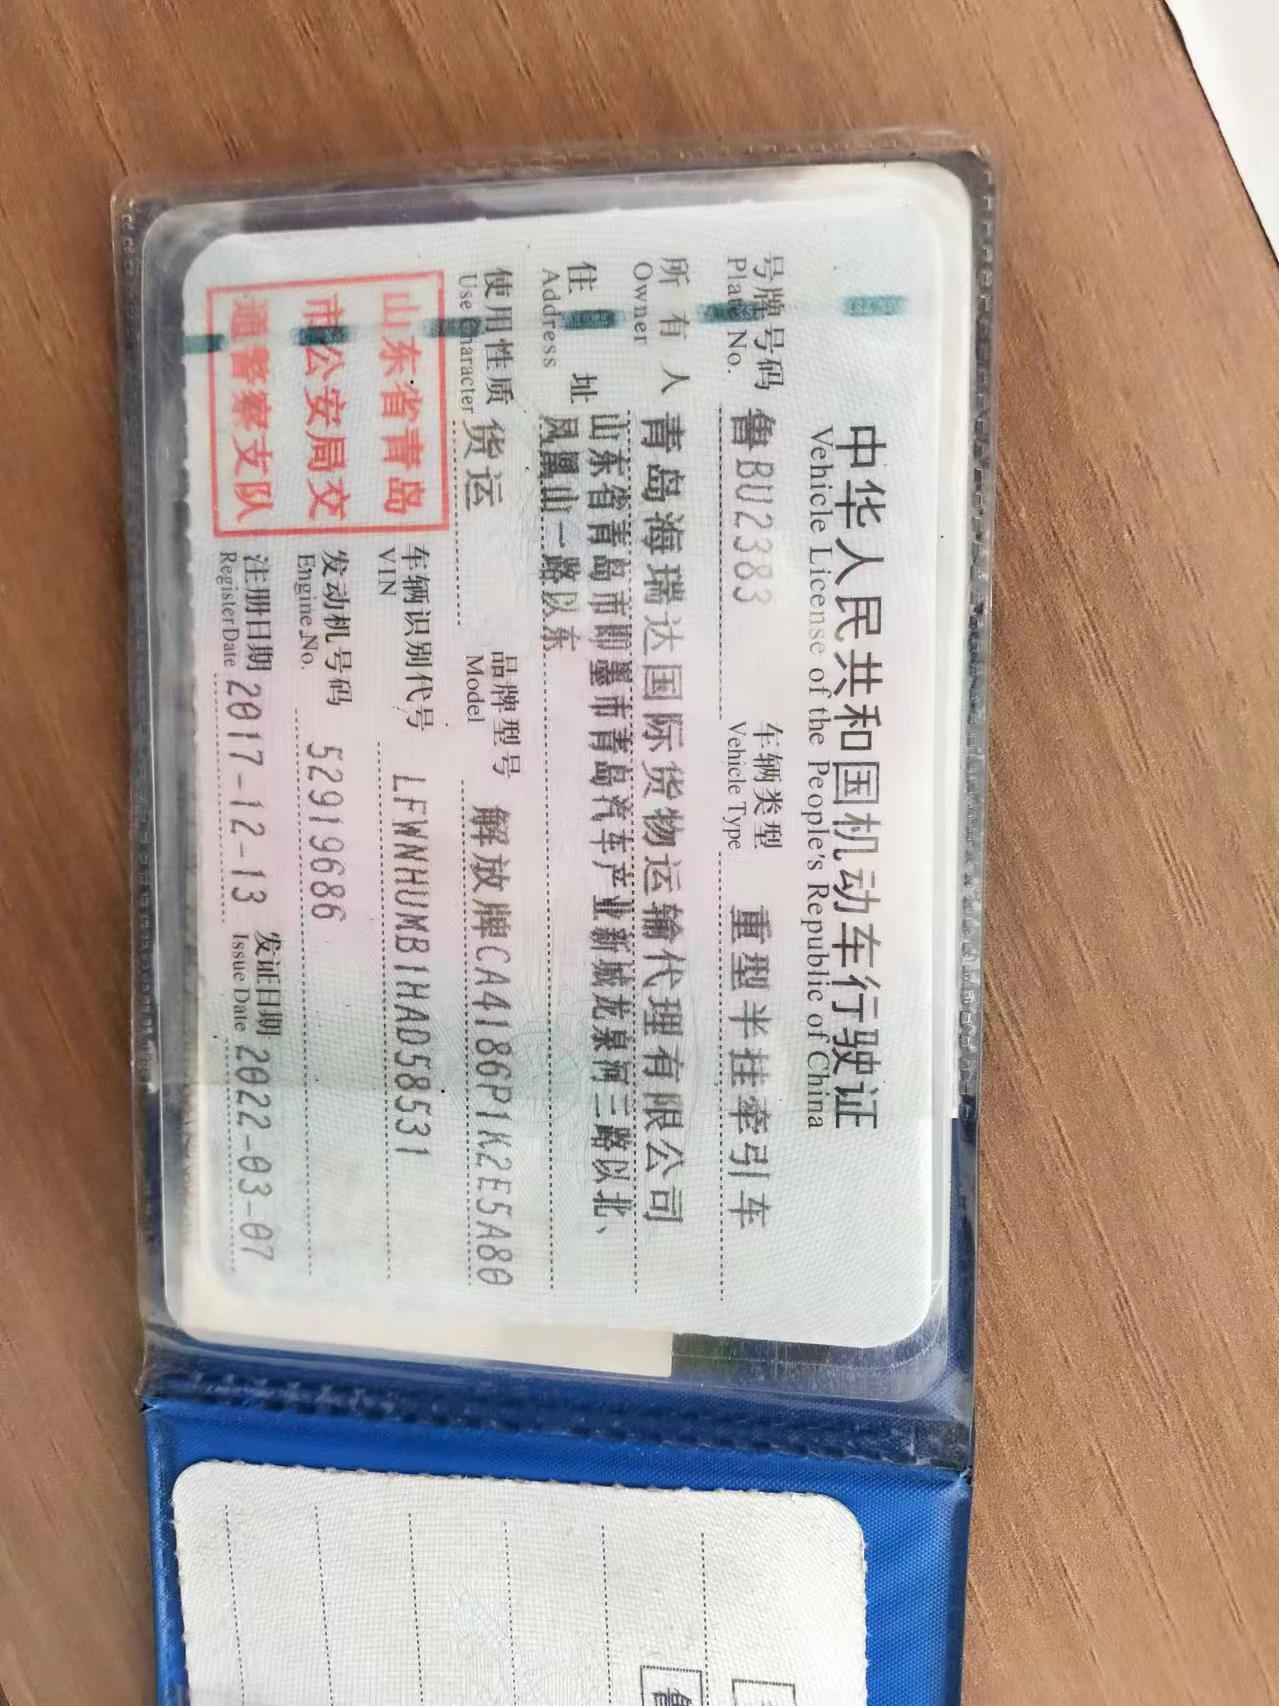 中华人民共和国机动车行驶证
Vehicle License of the People's Republic of China
号牌号码 鲁BU2383 车辆类型 重型半挂牵引车
Plate No. Vehicle Type
所有人 青岛海瑞达国际货物运输代理有限公司
Owner
住址 山东省青岛市即墨市青岛汽车产业新城龙泉河三路以北、
Address 凤凰山一路以东
使用性质 货运 品牌型号 解放牌CA4186P1K2E5A80
Use Character Model
山东省青岛
市公安局交
通警察支队
车辆识别代号 LFWNHUMB1HAD58531
VIN
发动机号码 52919686
Engine No.
注册日期 2017-12-13 发证日期 2022-03-07
Register Date Issue Date